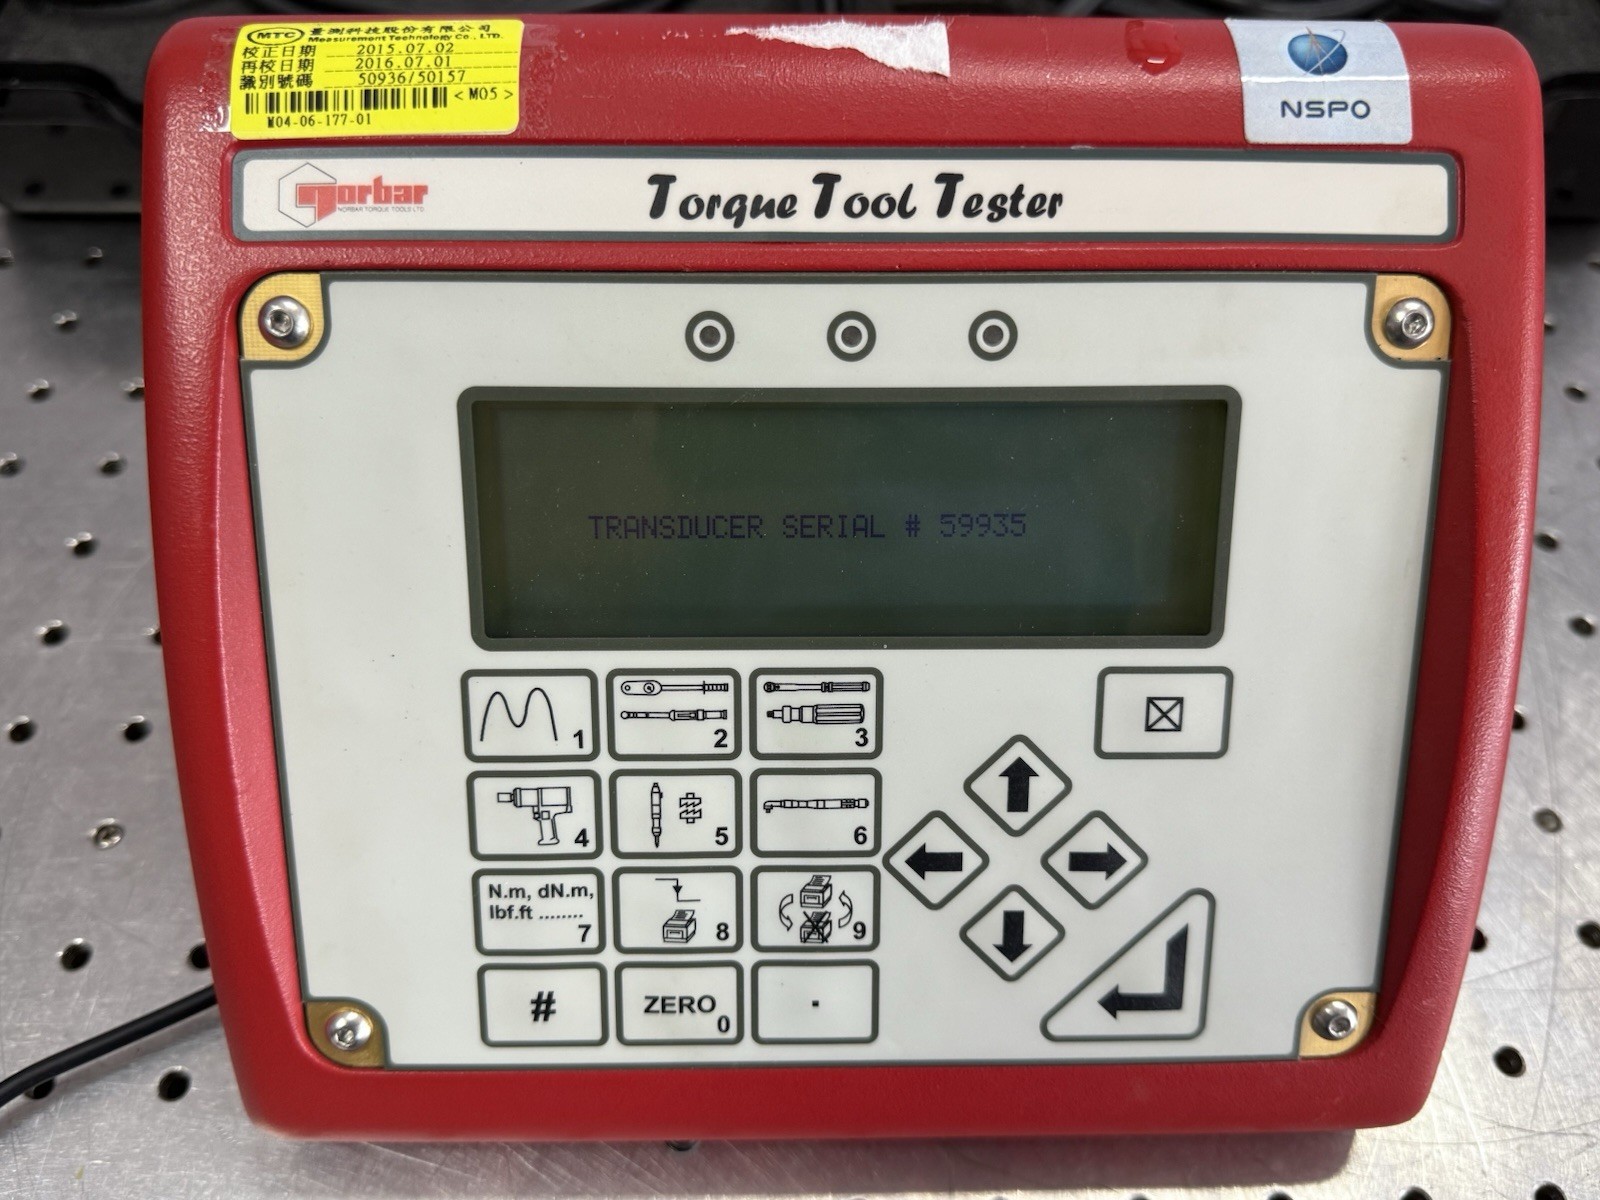 MTC 量測科技股份有限公司
Measurement Technology Co., LTD.
校正日期 2015.07.02
再校日期 2016.07.01
識別號碼 50936/50157
< M05 >
M04-06-177-01
NSPO
norbar
NORBAR TORQUE TOOLS LTD.
Torque Tool Tester
TRANSDUCER SERIAL # 59935
1
2
3
4
5
6
N.m, dN.m,
lbf.ft ........
7
8
9
#
ZERO
0
.